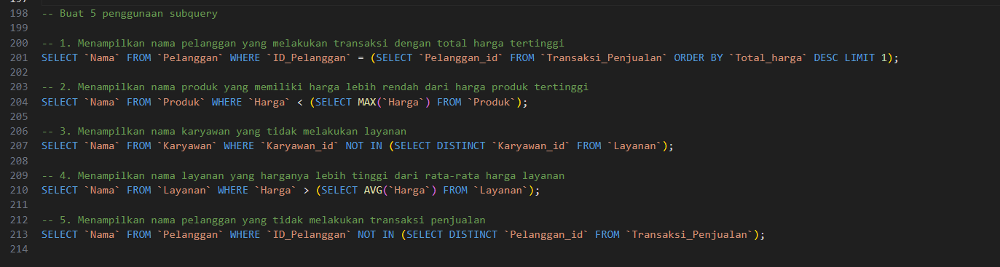 197
198 -- Buat 5 penggunaan subquery
199
200 -- 1. Menampilkan nama pelanggan yang melakukan transaksi dengan total harga tertinggi
201 SELECT `Nama` FROM `Pelanggan` WHERE `ID_Pelanggan` = (SELECT `Pelanggan_id` FROM `Transaksi_Penjualan` ORDER BY `Total_harga` DESC LIMIT 1);
202
203 -- 2. Menampilkan nama produk yang memiliki harga lebih rendah dari harga produk tertinggi
204 SELECT `Nama` FROM `Produk` WHERE `Harga` < (SELECT MAX(`Harga`) FROM `Produk`);
205
206 -- 3. Menampilkan nama karyawan yang tidak melakukan layanan
207 SELECT `Nama` FROM `Karyawan` WHERE `Karyawan_id` NOT IN (SELECT DISTINCT `Karyawan_id` FROM `Layanan`);
208
209 -- 4. Menampilkan nama layanan yang harganya lebih tinggi dari rata-rata harga layanan
210 SELECT `Nama` FROM `Layanan` WHERE `Harga` > (SELECT AVG(`Harga`) FROM `Layanan`);
211
212 -- 5. Menampilkan nama pelanggan yang tidak melakukan transaksi penjualan
213 SELECT `Nama` FROM `Pelanggan` WHERE `ID_Pelanggan` NOT IN (SELECT DISTINCT `Pelanggan_id` FROM `Transaksi_Penjualan`);
214